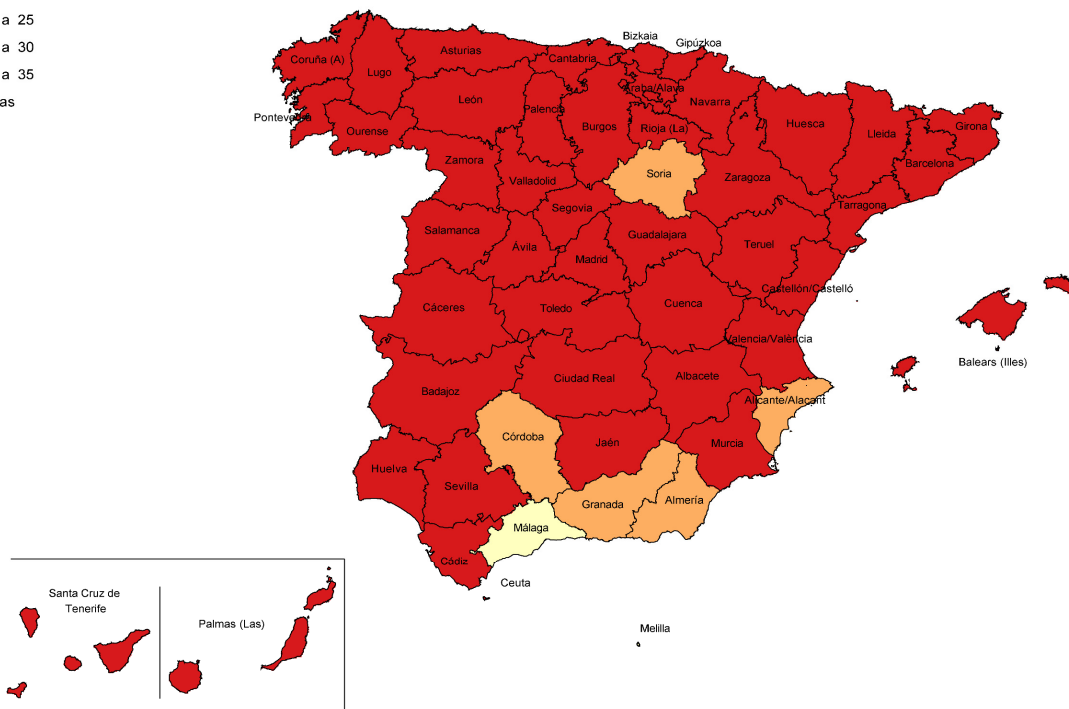 a 25
a 30
a 35
as
Bizkaia
Gipúzkoa
Coruña (A)
Lugo
Asturias
Cantabria
Araba/Alava
Navarra
Huesca
Lleida
Girona
Barcelona
Pontevedra
Ourense
León
Palencia
Burgos
Rioja (La)
Zamora
Valladolid
Soria
Zaragoza
Tarragona
Segovia
Salamanca
Ávila
Madrid
Guadalajara
Teruel
Castellón/Castelló
Cáceres
Toledo
Cuenca
Valencia/València
Balears (Illes)
Badajoz
Ciudad Real
Albacete
Alicante/Alacant
Córdoba
Jaén
Murcia
Huelva
Sevilla
Granada
Almería
Málaga
Cádiz
Ceuta
Melilla
Santa Cruz de
Tenerife
Palmas (Las)